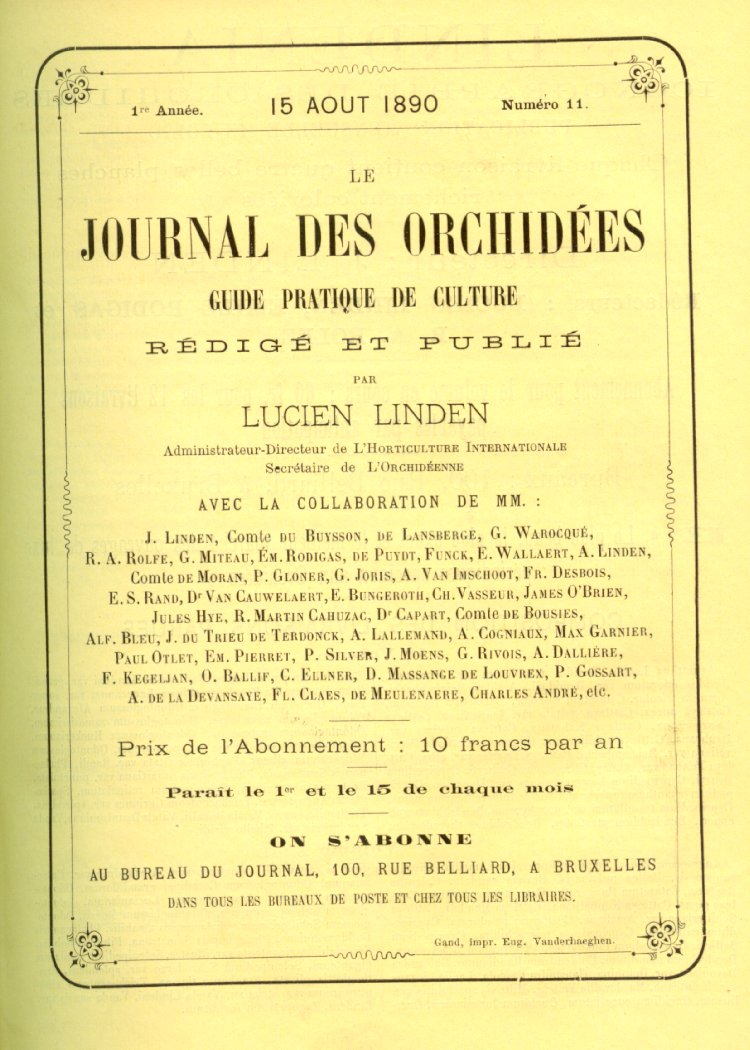 1re Année. 15 AOUT 1890 Numéro 11.
LE
JOURNAL DES ORCHIDÉES
GUIDE PRATIQUE DE CULTURE
RÉDIGÉ ET PUBLIÉ
PAR
LUCIEN LINDEN
Administrateur-Directeur de L'HORTICULTURE INTERNATIONALE
Secrétaire de L'ORCHIDÉENNE
AVEC LA COLLABORATION DE MM. :
J. LINDEN, Comte DU BUYSSON, DE LANSBERGE, G. WAROCQUÉ,
R. A. ROLFE, G. MITEAU, ÉM. RODIGAS, DE PUYDT, FUNCK, E. WALLAERT, A. LINDEN,
Comte DE MORAN, P. GLONER, G. JORIS, A. VAN IMSCHOOT, FR. DESBOIS,
E. S. RAND, Dr VAN CAUWELAERT, E. BUNGEROTH, CH. VASSEUR, JAMES O'BRIEN,
JULES HYE, R. MARTIN CAHUZAC, Dr CAPART, COMTE DE BOUSIES,
ALF. BLEU, J. DU TRIEU DE TERDONCK, A. LALLEMAND, A. COGNIAUX, MAX GARNIER,
PAUL OTLET, EM. PIERRET, P. SILVER, J. MOENS, G. RIVOIS, A. DALLIÈRE,
F. KEGELJAN, O. BALLIF, C. ELLNER, D. MASSANGE DE LOUVREX, P. GOSSART,
A. DE LA DEVANSAYE, FL. CLAES, DE MEULENAERE, CHARLES ANDRÉ, etc.
Prix de l'Abonnement : 10 francs par an
Paraît le 1er et le 15 de chaque mois
ON S'ABONNE
AU BUREAU DU JOURNAL, 100, RUE BELLIARD, A BRUXELLES
DANS TOUS LES BUREAUX DE POSTE ET CHEZ TOUS LES LIBRAIRES.
Gand, impr. Eug. Vanderhaeghen.